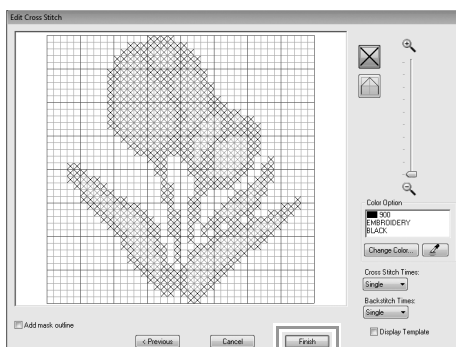 Edit Cross Stitch
Color Option
900
EMBROIDERY
BLACK
Change Color...
Cross Stitch Times:
Single
Backstitch Times:
Single
Add mask outline
Display Template
< Previous
Cancel
Finish